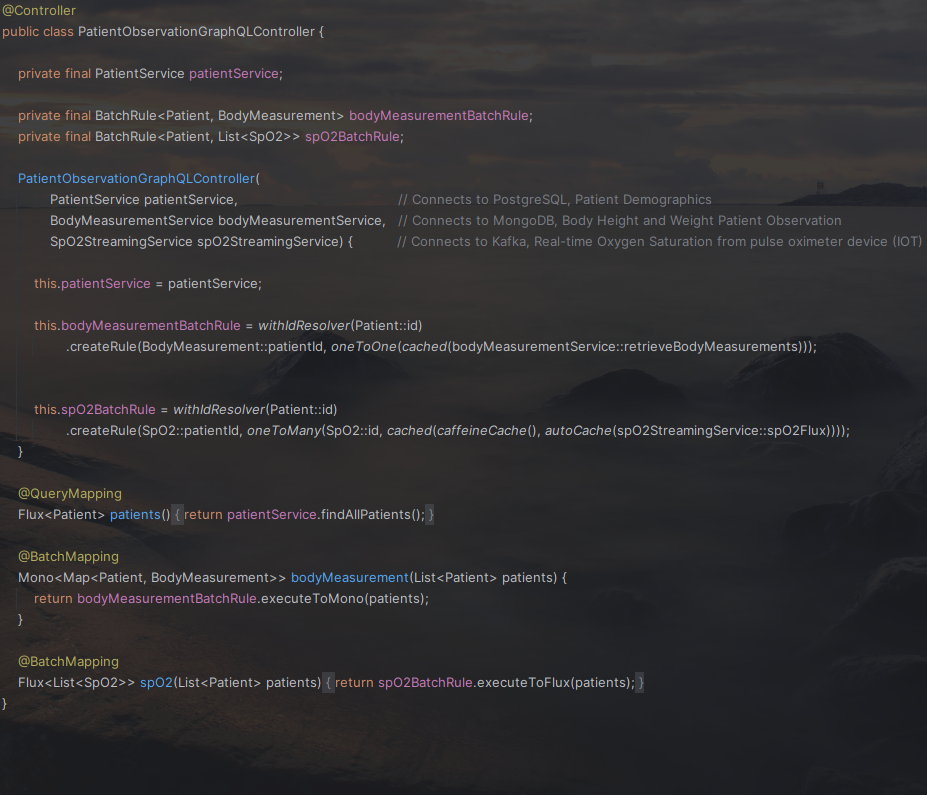 @Controller
public class PatientObservationGraphQLController {
private final PatientService patientService;
private final BatchRule<Patient, BodyMeasurement> bodyMeasurementBatchRule;
private final BatchRule<Patient, List<SpO2>> spO2BatchRule;
PatientObservationGraphQLController(
PatientService patientService, // Connects to PostgreSQL, Patient Demographics
BodyMeasurementService bodyMeasurementService, // Connects to MongoDB, Body Height and Weight Patient Observation
SpO2StreamingService spO2StreamingService) { // Connects to Kafka, Real-time Oxygen Saturation from pulse oximeter device (IOT)
this.patientService = patientService;
this.bodyMeasurementBatchRule = withIdResolver(Patient::id)
.createRule(BodyMeasurement::patientId, oneToOne(cached(bodyMeasurementService::retrieveBodyMeasurements)));
this.spO2BatchRule = withIdResolver(Patient::id)
.createRule(SpO2::patientId, oneToMany(SpO2::id, cached(caffeineCache(), autoCache(spO2StreamingService::spO2Flux))));
}
@QueryMapping
Flux<Patient> patients() { return patientService.findAllPatients(); }
@BatchMapping
Mono<Map<Patient, BodyMeasurement>> bodyMeasurement(List<Patient> patients) {
return bodyMeasurementBatchRule.executeToMono(patients);
}
@BatchMapping
Flux<List<SpO2>> spO2(List<Patient> patients) { return spO2BatchRule.executeToFlux(patients); }
}